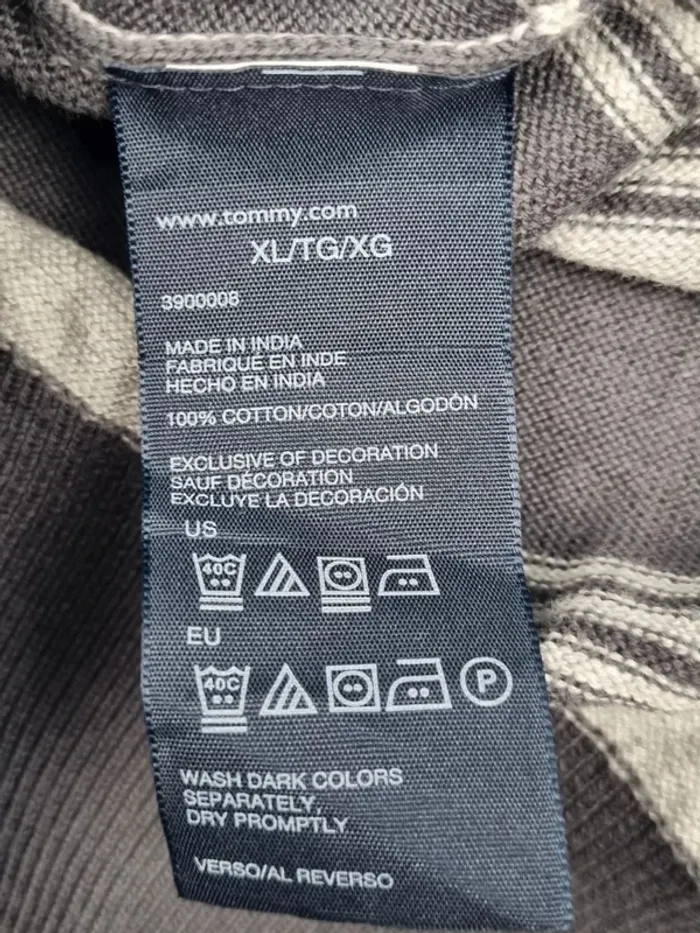 www.tommy.com
XL/TG/XG
3900008
MADE IN INDIA
FABRIQUÉ EN INDE
HECHO EN INDIA
100% COTTON/COTON/ALGODÓN
EXCLUSIVE OF DECORATION
SAUF DÉCORATION
EXCLUYE LA DECORACIÓN
US
40C
EU
40C P
WASH DARK COLORS
SEPARATELY,
DRY PROMPTLY
VERSO/AL REVERSO